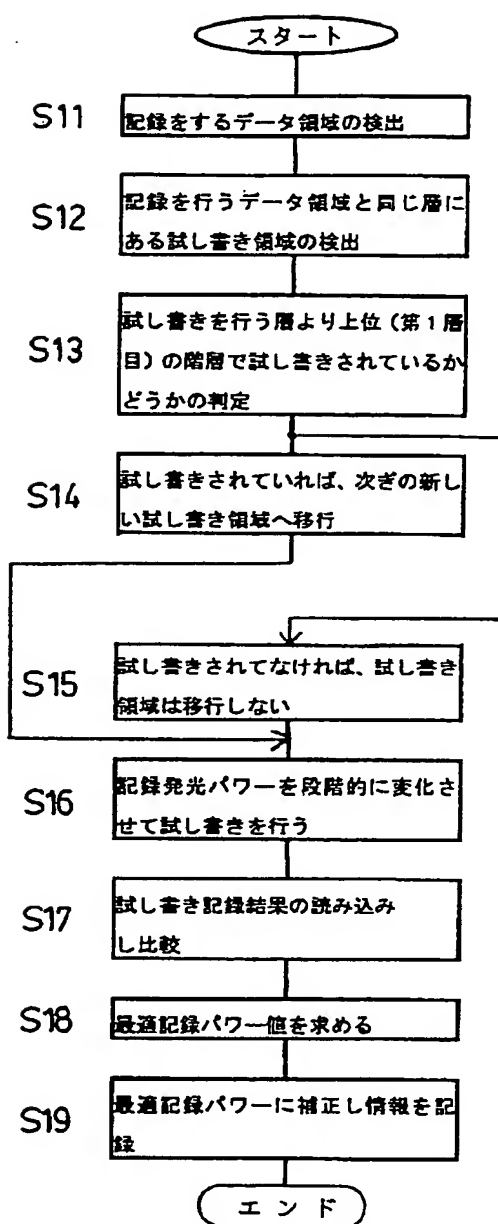 スタート
S11
記録をするデータ領域の検出
S12
記録を行うデータ領域と同じ層に
ある試し書き領域の検出
S13
試し書きを行う層より上位(第1層
目)の階層で試し書きされているか
どうかの判定
S14
試し書きされていれば、次ぎの新し
い試し書き領域へ移行
S15
試し書きされてなければ、試し書き
領域は移行しない
S16
記録発光パワーを段階的に変化さ
せて試し書きを行う
S17
試し書き記録結果の読み込み
し比較
S18
最適記録パワー値を求める
S19
最適記録パワーに補正し情報を記
録
エンド